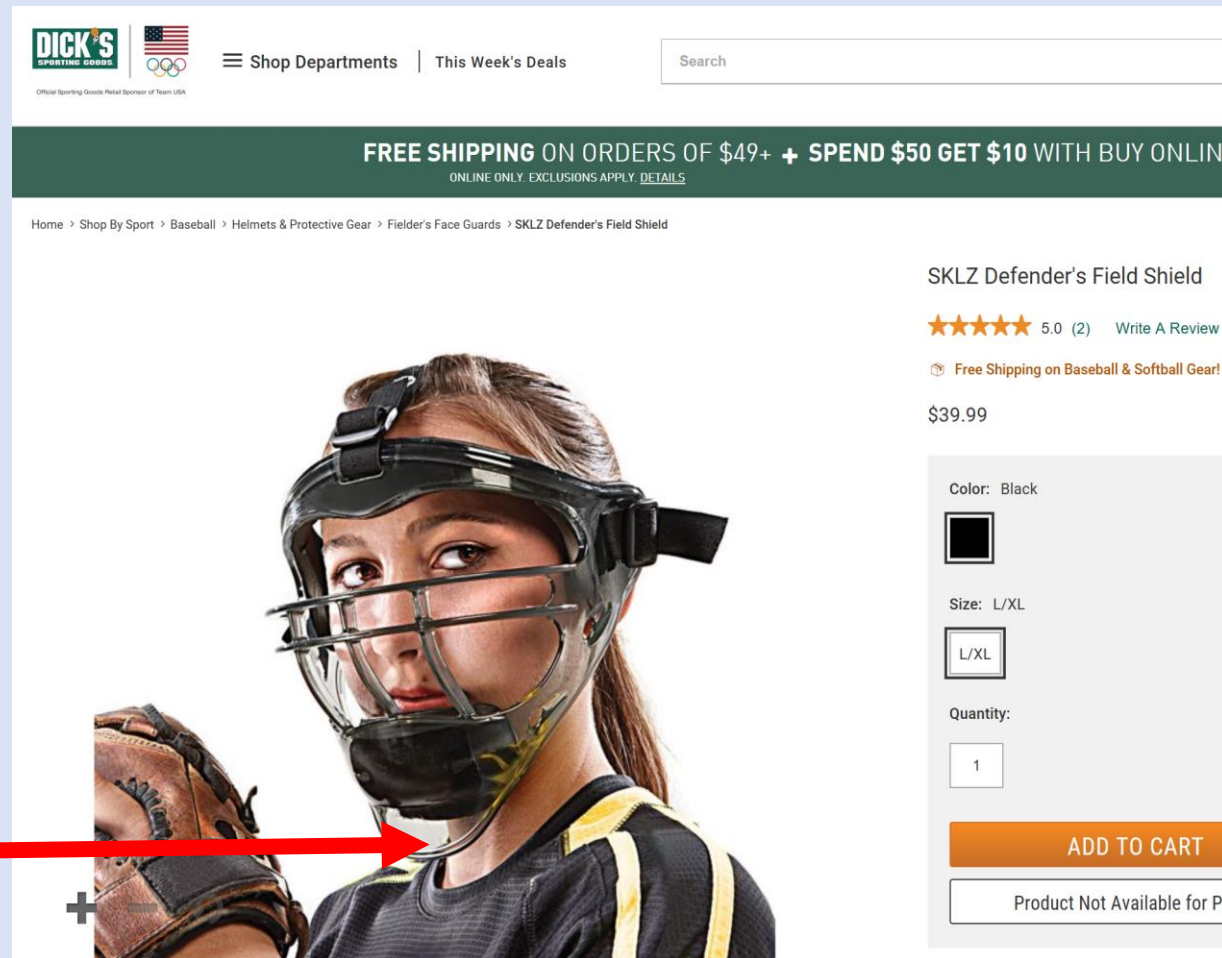 DICK'S
SPORTING GOODS
Official Sporting Goods Retail Sponsor of Team USA
Shop Departments | This Week's Deals
Search
FREE SHIPPING ON ORDERS OF $49+ + SPEND $50 GET $10 WITH BUY ONLIN
ONLINE ONLY. EXCLUSIONS APPLY. DETAILS
Home > Shop By Sport > Baseball > Helmets & Protective Gear > Fielder's Face Guards > SKLZ Defender's Field Shield
SKLZ Defender's Field Shield
5.0 (2) Write A Review
Free Shipping on Baseball & Softball Gear!
$39.99
Color: Black
Size: L/XL
L/XL
Quantity:
1
ADD TO CART
Product Not Available for P